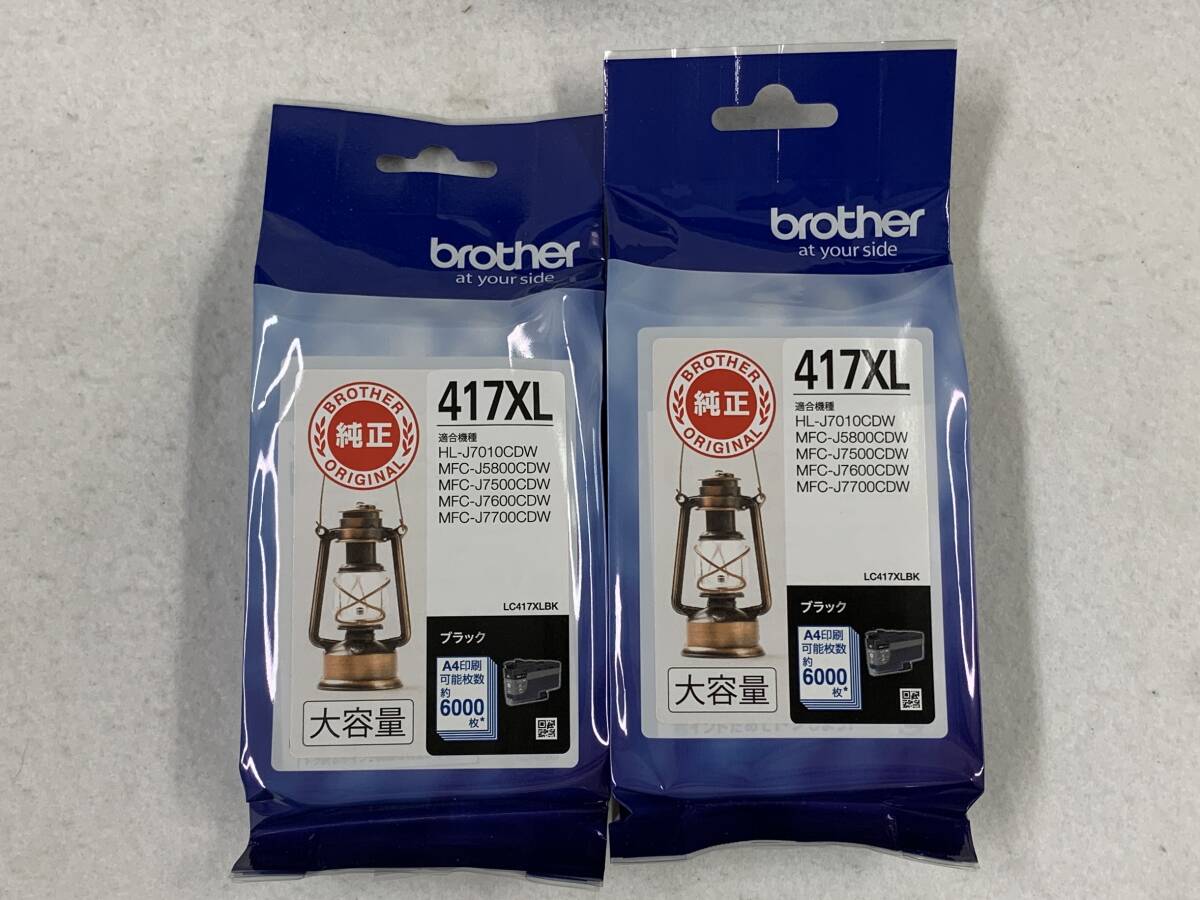 brother
at your side
BROTHER
純正
ORIGINAL
417XL
適合機種
HL-J7010CDW
MFC-J5800CDW
MFC-J7500CDW
MFC-J7600CDW
MFC-J7700CDW
LC417XLBK
ブラック
A4印刷
可能枚数
約
6000
枚*
大容量
brother
at your side
BROTHER
純正
ORIGINAL
417XL
適合機種
HL-J7010CDW
MFC-J5800CDW
MFC-J7500CDW
MFC-J7600CDW
MFC-J7700CDW
LC417XLBK
ブラック
A4印刷
可能枚数
約
6000
枚*
大容量